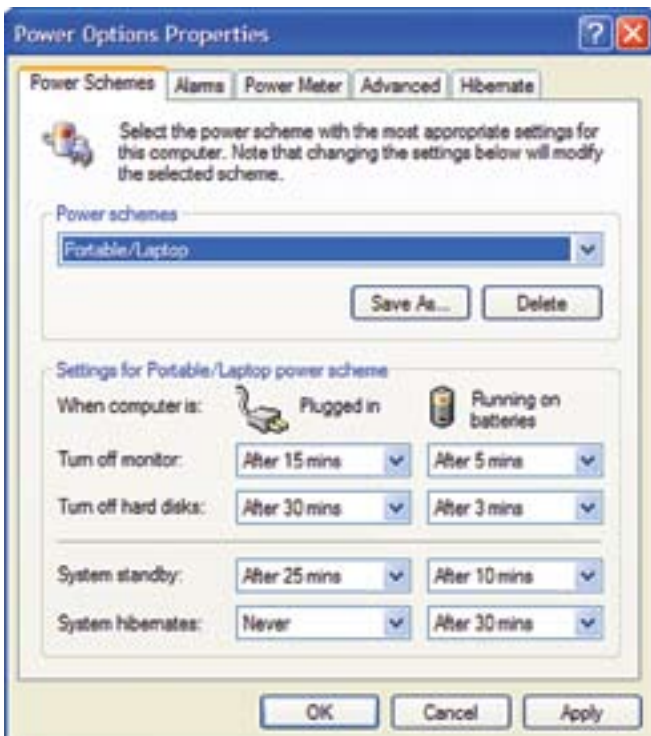 Power Options Properties
Power Schemes Alarms Power Meter Advanced Hibernate
Select the power scheme with the most appropriate settings for
this computer. Note that changing the settings below will modify
the selected scheme.
Power schemes
Portable/Laptop
Save As... Delete
Settings for Portable/Laptop power scheme
When computer is: Plugged in Running on
batteries
Turn off monitor: After 15 mins After 5 mins
Turn off hard disks: After 30 mins After 3 mins
System standby: After 25 mins After 10 mins
System hibernates: Never After 30 mins
OK Cancel Apply